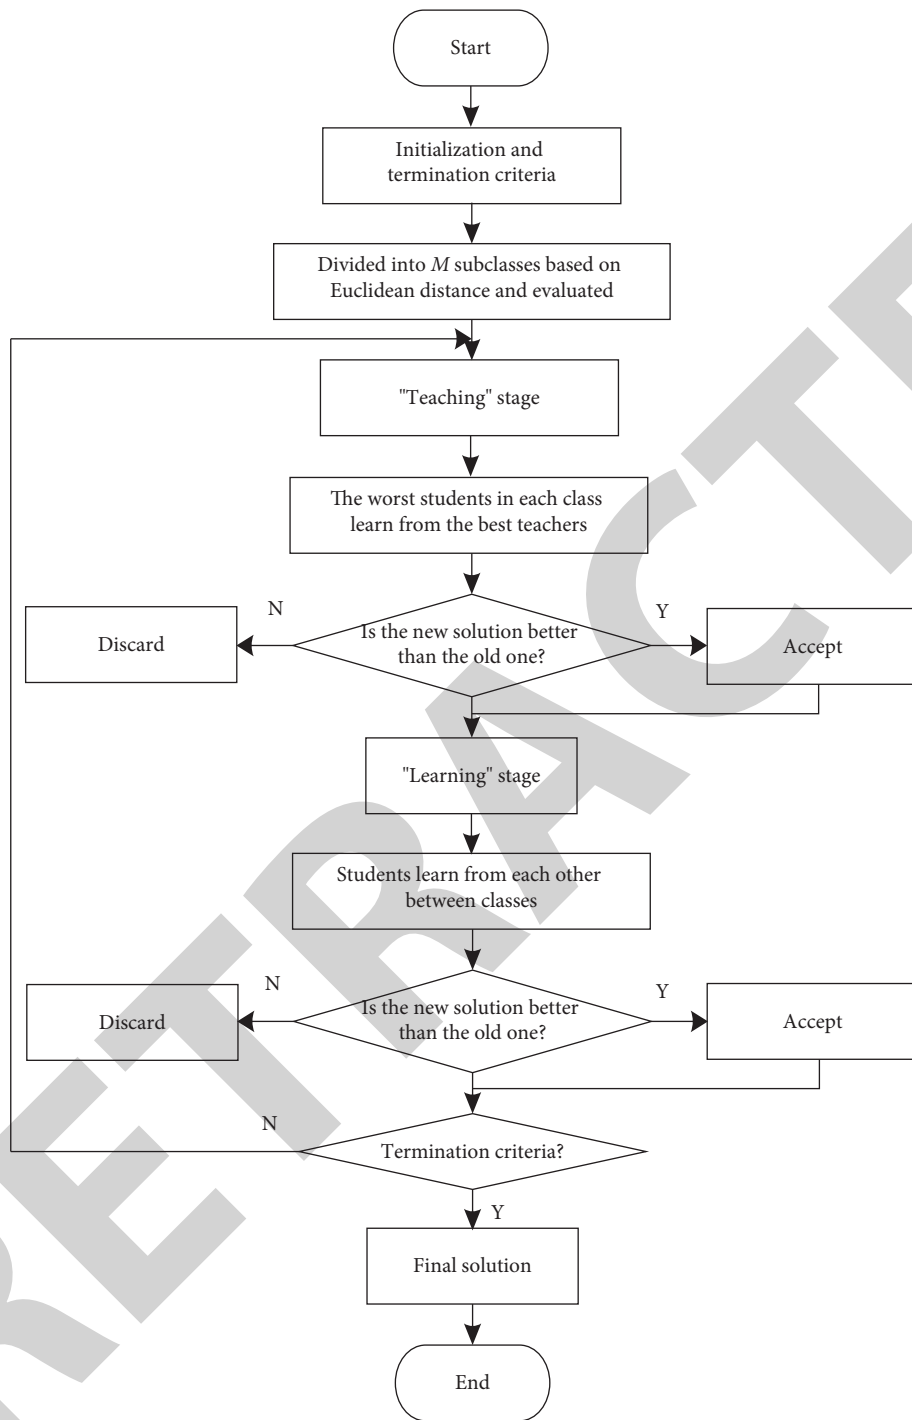 Start
Initialization and
termination criteria
Divided into M subclasses based on
Euclidean distance and evaluated
"Teaching" stage
The worst students in each class
learn from the best teachers
N
Y
Discard
Is the new solution better
than the old one?
Accept
"Learning" stage
Students learn from each other
between classes
N
Y
Discard
Is the new solution better
than the old one?
Accept
N
Termination criteria?
Y
Final solution
End
RETRACTE